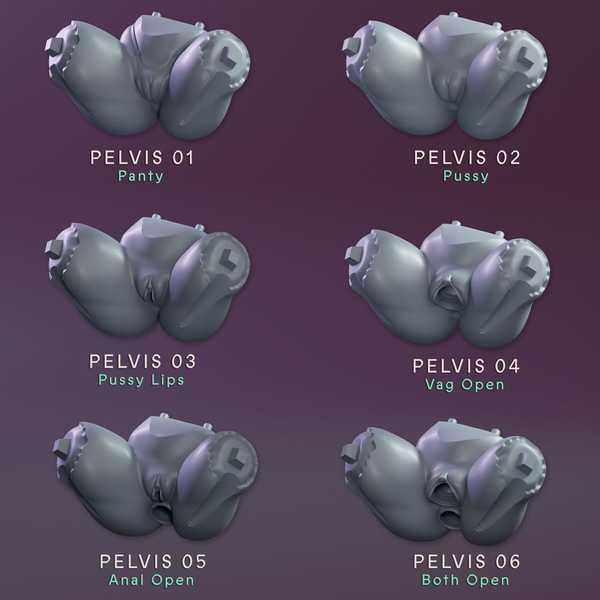 PELVIS 01
Panty
PELVIS 02
Pussy
PELVIS 03
Pussy Lips
PELVIS 04
Vag Open
PELVIS 05
Anal Open
PELVIS 06
Both Open